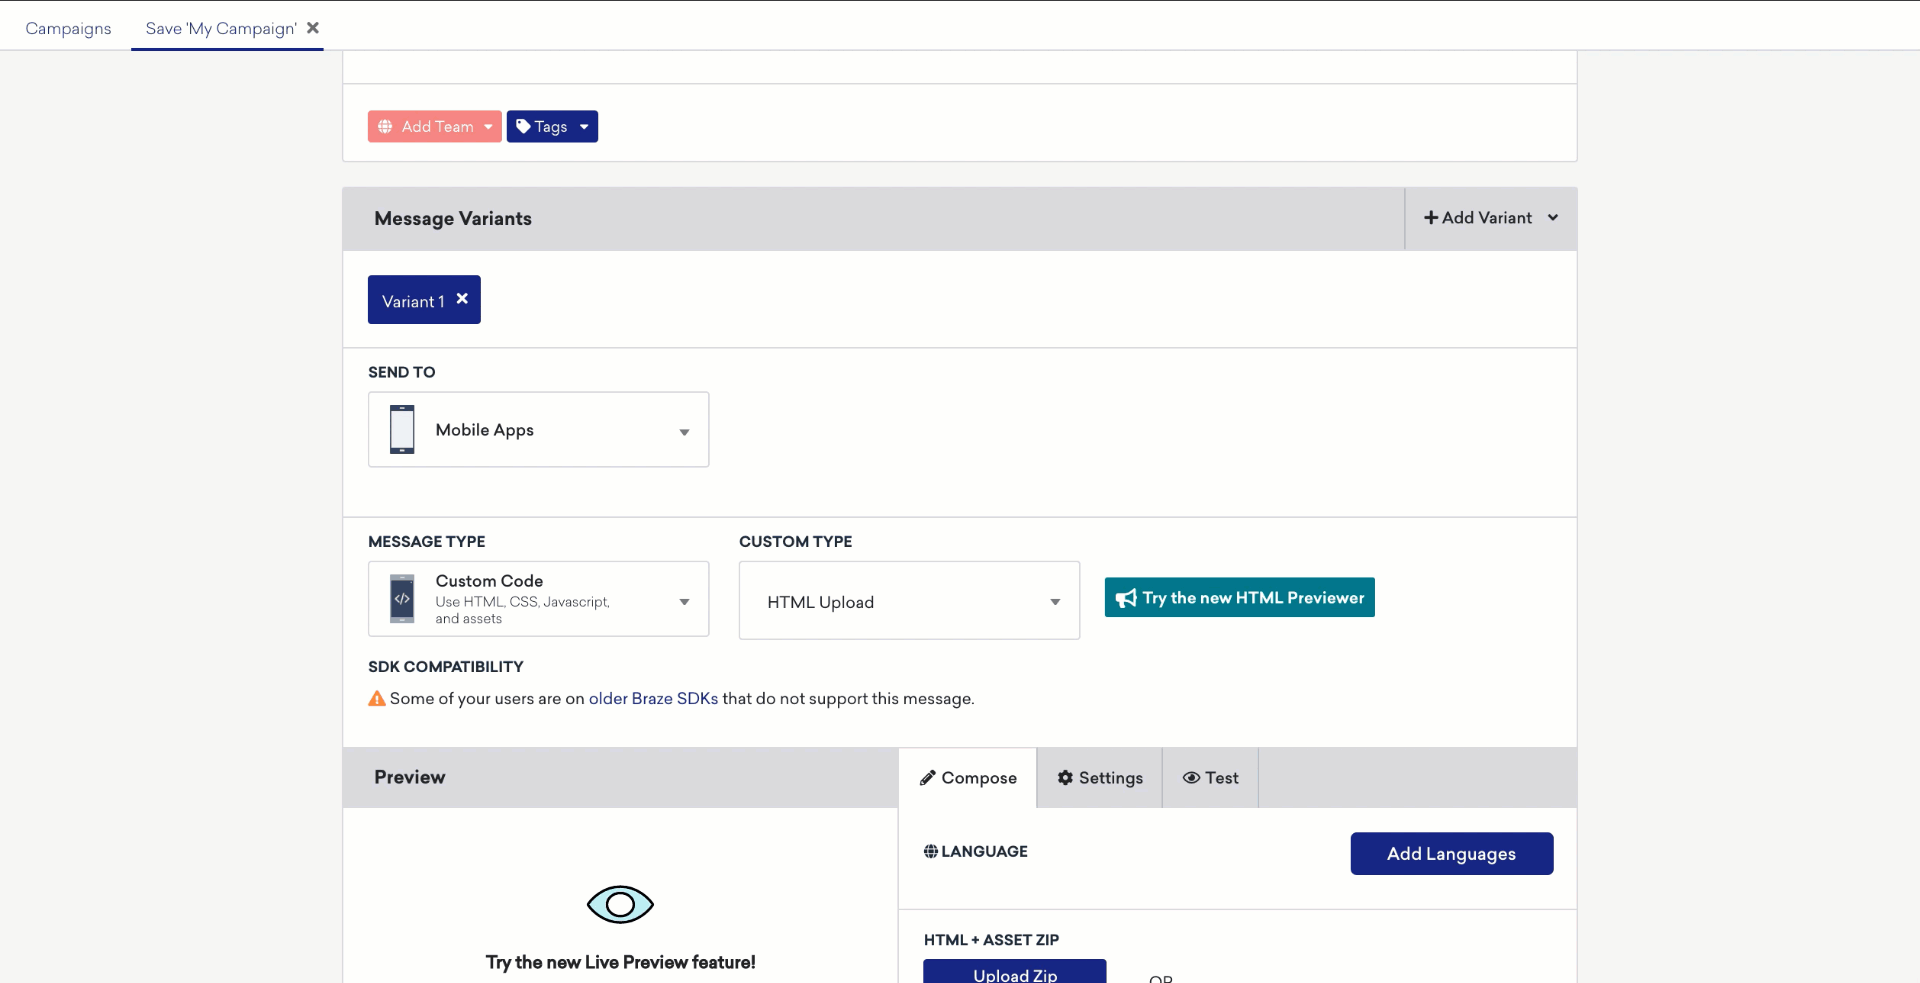 Campaigns
Save 'My Campaign'
Add Team
Tags
Message Variants
Add Variant
Variant 1
SEND TO
Mobile Apps
MESSAGE TYPE
CUSTOM TYPE
Custom Code
Use HTML, CSS, Javascript,
and assets
HTML Upload
Try the new HTML Previewer
SDK COMPATIBILITY
Some of your users are on older Braze SDKs that do not support this message.
Preview
Compose
Settings
Test
LANGUAGE
Add Languages
Try the new Live Preview feature!
HTML + ASSET ZIP
Upload Zip
OR